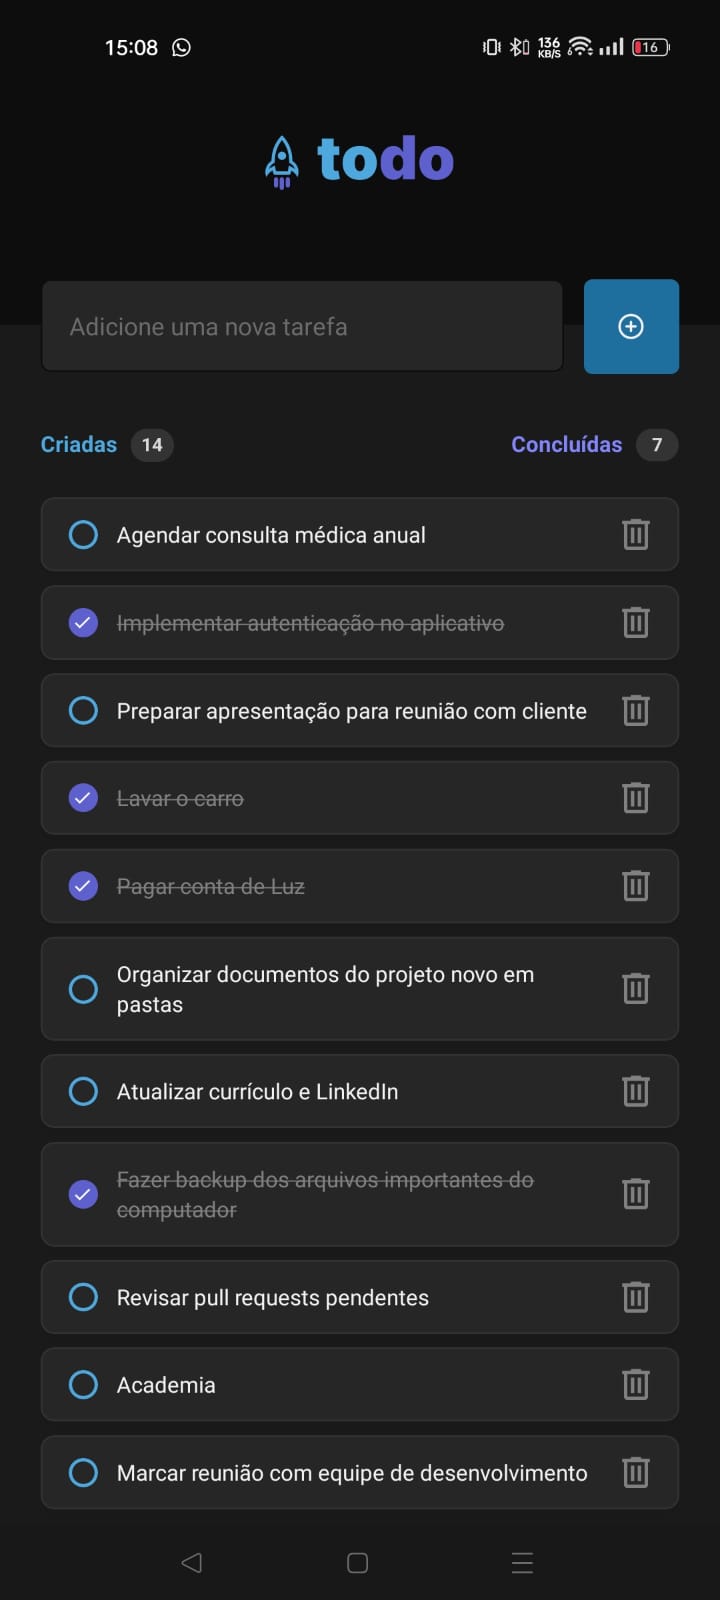 15:08
136
KB/S
6
16
todo
Adicione uma nova tarefa
Criadas 14
Concluídas 7
Agendar consulta médica anual
Implementar autenticação no aplicativo
Preparar apresentação para reunião com cliente
Lavar o carro
Pagar conta de Luz
Organizar documentos do projeto novo em
pastas
Atualizar currículo e LinkedIn
Fazer backup dos arquivos importantes do
computador
Revisar pull requests pendentes
Academia
Marcar reunião com equipe de desenvolvimento